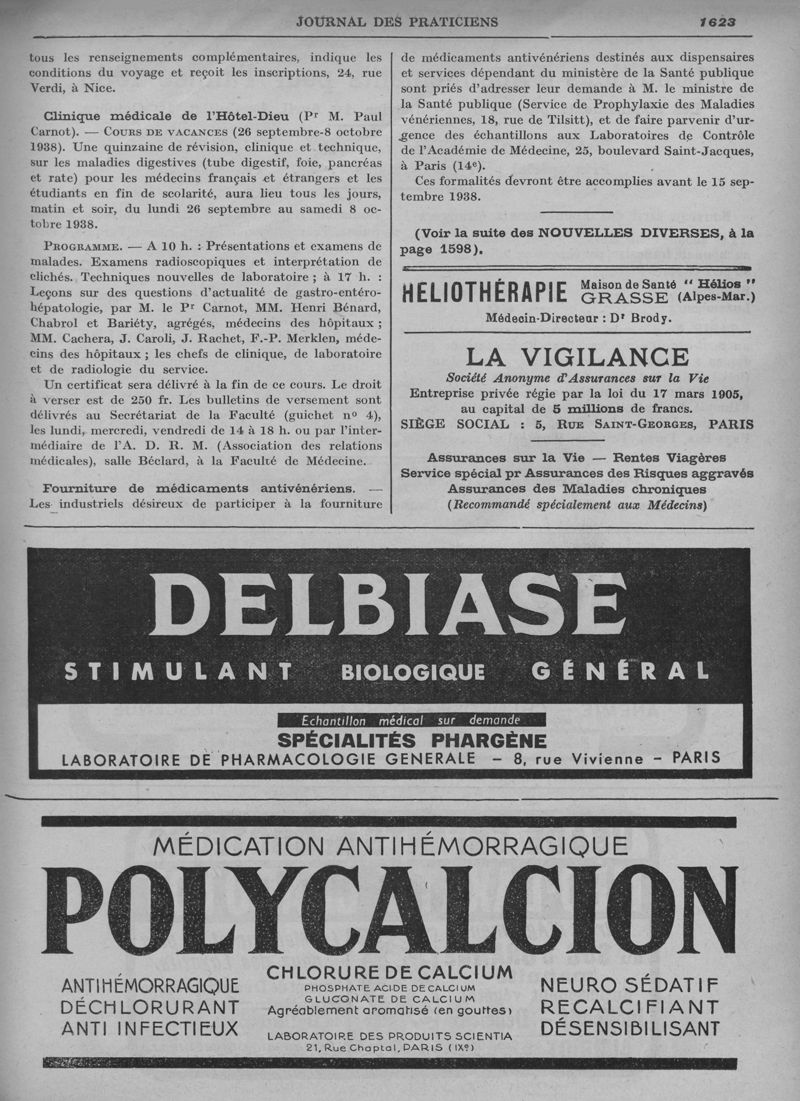 JOURNAL DES PRATICIENS 1623
tous les renseignements complémentaires, indique les
conditions du voyage et reçoit les inscriptions, 24, rue
Verdi, à Nice.
Clinique médicale de l'Hôtel-Dieu (Pr M. Paul
Carnot). — COURS DE VACANCES (26 septembre-8 octobre
1938). Une quinzaine de révision, clinique et technique,
sur les maladies digestives (tube digestif, foie, pancréas
et rate) pour les médecins français et étrangers et les
étudiants en fin de scolarité, aura lieu tous les jours,
matin et soir, du lundi 26 septembre au samedi 8 oc-
tobre 1938.
PROGRAMME. — A 10 h. : Présentations et examens de
malades. Examens radioscopiques et interprétation de
clichés. Techniques nouvelles de laboratoire ; à 17 h. :
Leçons sur des questions d'actualité de gastro-entéro-
hépatologie, par M. le Pr Carnot, MM. Henri Bénard,
Chabrol et Bariéty, agrégés, médecins des hôpitaux ;
MM. Cachera, J. Caroli, J. Rachet, F.-P. Merklen, méde-
cins des hôpitaux ; les chefs de clinique, de laboratoire
et de radiologie du service.
Un certificat sera délivré à la fin de ce cours. Le droit
à verser est de 250 fr. Les bulletins de versement sont
délivrés au Secrétariat de la Faculté (guichet no 4),
les lundi, mercredi, vendredi de 14 à 18 h. ou par l'inter-
médiaire de l'A. D. R. M. (Association des relations
médicales), salle Béclard, à la Faculté de Médecine.
Fourniture de médicaments antivénériens. —
Les industriels désireux de participer à la fourniture
de médicaments antivénériens destinés aux dispensaires
et services dépendant du ministère de la Santé publique
sont priés d'adresser leur demande à M. le ministre de
la Santé publique (Service de Prophylaxie des Maladies
vénériennes, 18, rue de Tilsitt), et de faire parvenir d'ur-
gence des échantillons aux Laboratoires de Contrôle
de l'Académie de Médecine, 25, boulevard Saint-Jacques,
à Paris (14e).
Ces formalités devront être accomplies avant le 15 sep-
tembre 1938.
(Voir la suite des NOUVELLES DIVERSES, à la
page 1598).
HELIOTHÉRAPIE Maison de Santé “ Hélios ”
GRASSE (Alpes-Mar.)
Médecin-Directeur : Dr Brody.
LA VIGILANCE
Société Anonyme d'Assurances sur la Vie
Entreprise privée régie par la loi du 17 mars 1905,
au capital de 5 millions de francs.
SIÈGE SOCIAL : 5, RUE SAINT-GEORGES, PARIS
Assurances sur la Vie — Rentes Viagères
Service spécial pr Assurances des Risques aggravés
Assurances des Maladies chroniques
(Recommandé spécialement aux Médecins)
DELBIASE
STIMULANT BIOLOGIQUE GÉNÉRAL
Echantillon médical sur demande
SPÉCIALITÉS PHARGÈNE
LABORATOIRE DE PHARMACOLOGIE GENERALE — 8, rue Vivienne — PARIS
MÉDICATION ANTIHÉMORRAGIQUE
POLYCALCION
ANTIHÉMORRAGIQUE
DÉCHLORURANT
ANTI INFECTIEUX
CHLORURE DE CALCIUM
PHOSPHATE ACIDE DE CALCIUM
GLUCONATE DE CALCIUM
Agréablement aromatisé (en gouttes)
LABORATOIRE DES PRODUITS SCIENTIA
21, Rue Chaptal, PARIS (IXe)
NEURO SÉDATIF
RECALCIFIANT
DÉSENSIBILISANT